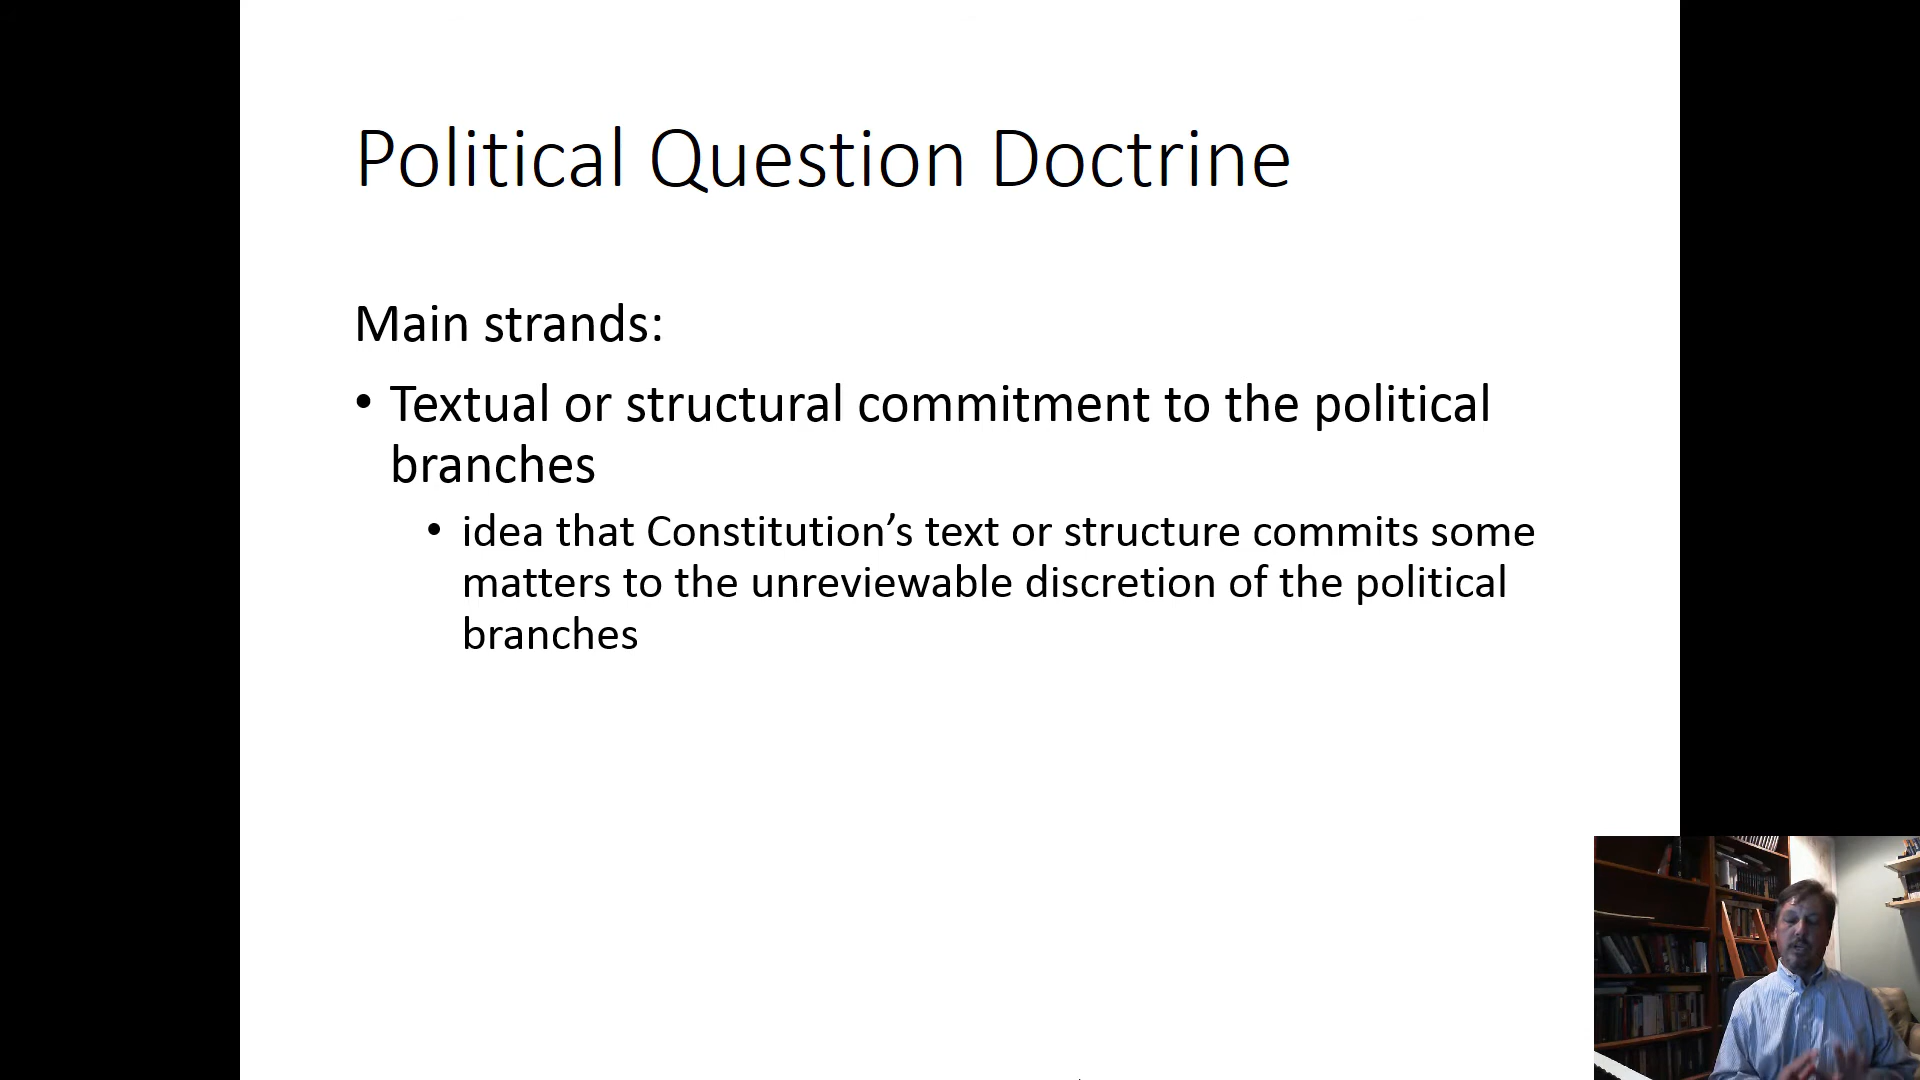 Political Question Doctrine
Main strands:
• Textual or structural commitment to the political
branches
• idea that Constitution’s text or structure commits some
matters to the unreviewable discretion of the political
branches